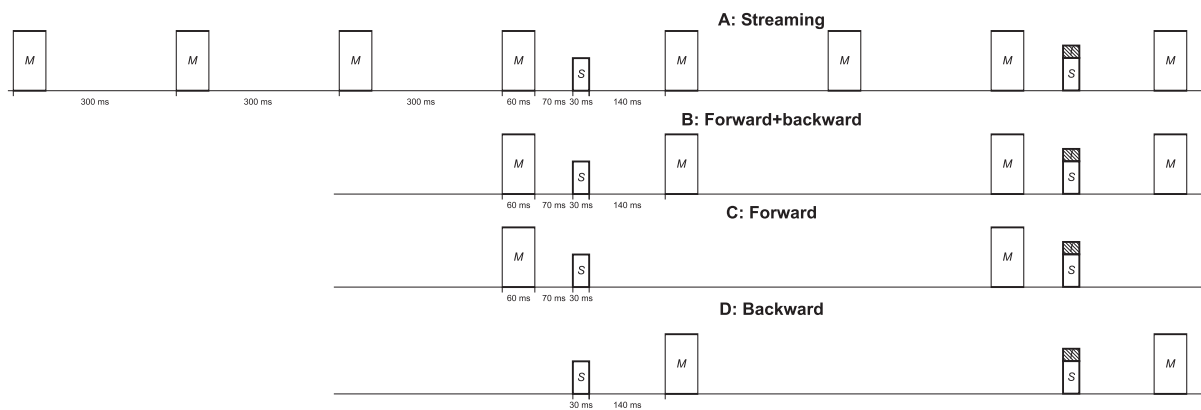 A: Streaming
M M M M S M M M I S M
300 ms 300 ms 300 ms 60 ms 70 ms 30 ms 140 ms
B: Forward+backward
M S M M I S M
60 ms 70 ms 30 ms 140 ms
C: Forward
M S M I S
60 ms 70 ms 30 ms
D: Backward
S M I S M
30 ms 140 ms